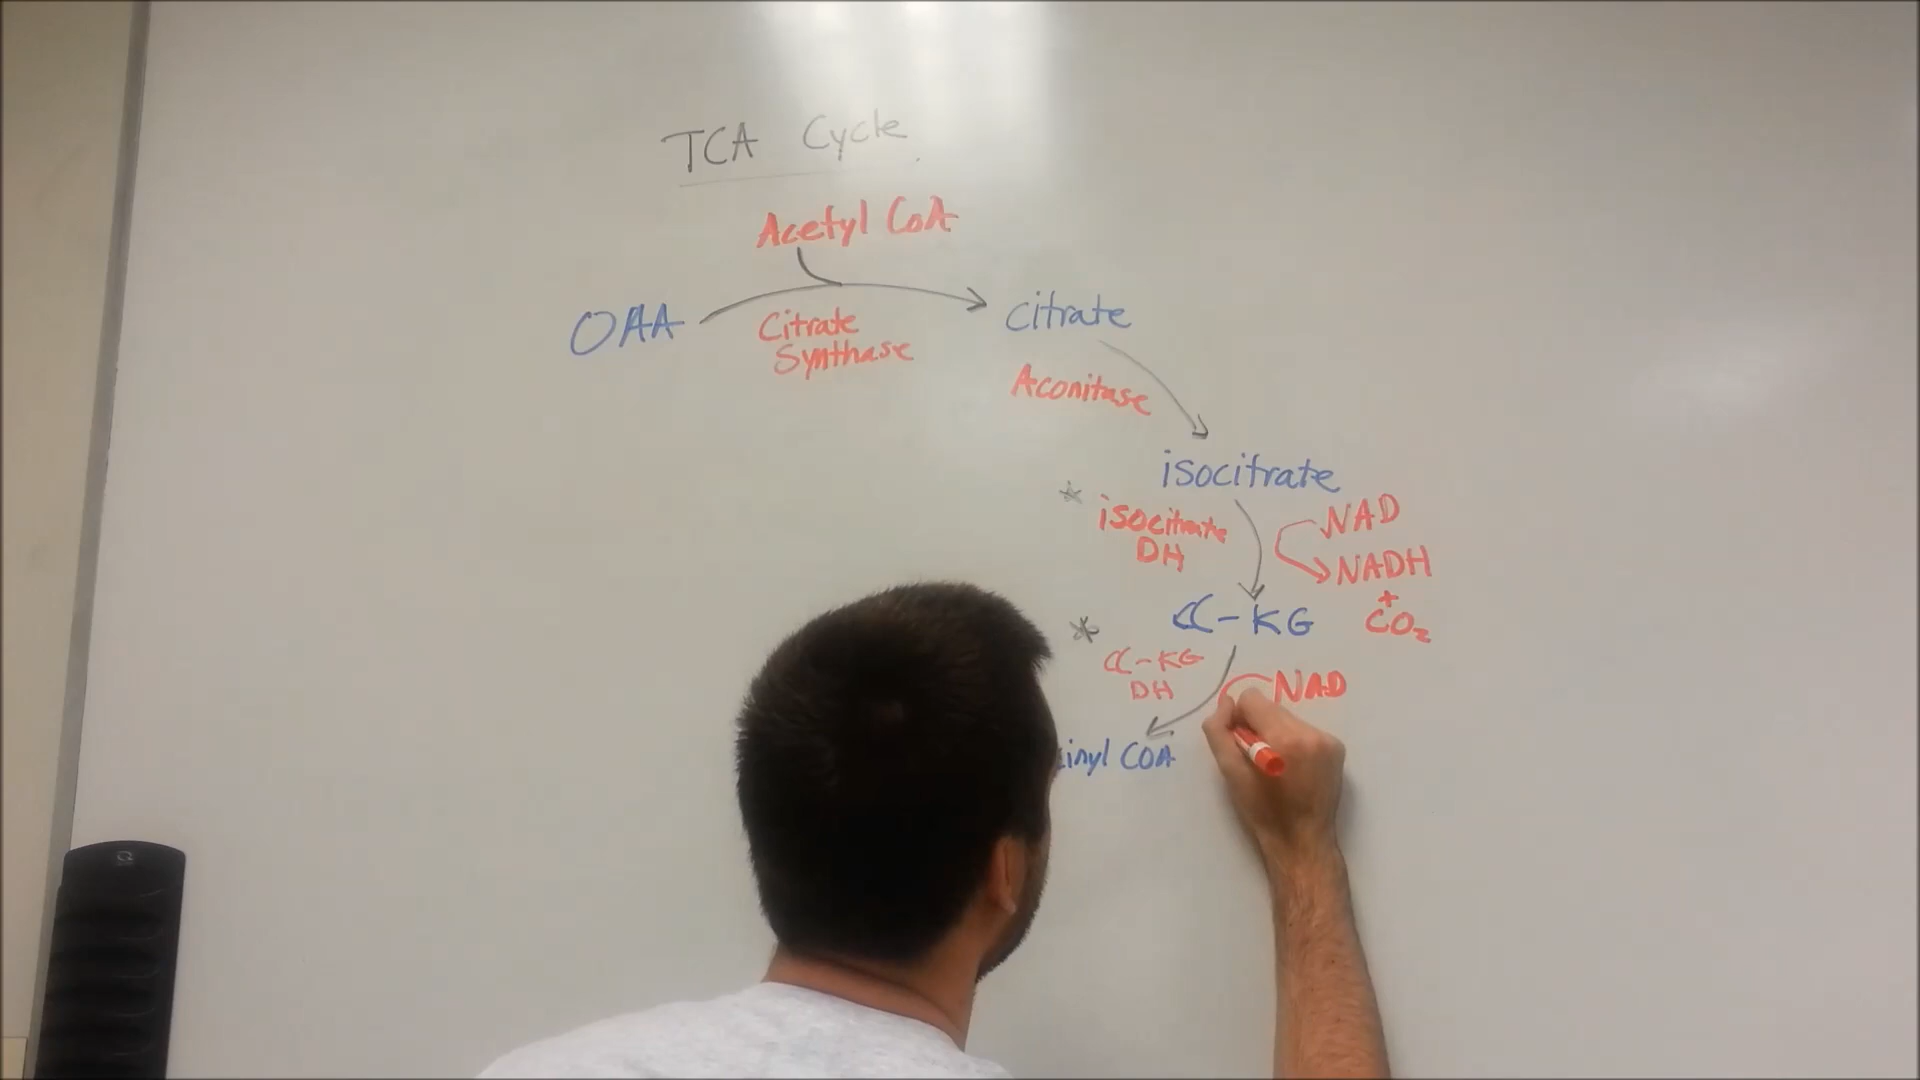 TCA Cycle
Acetyl CoA
OAA
Citrate
Synthase
citrate
Aconitase
isocitrate
* isocitrate
DH
NAD
NADH
+
CO₂
α-KG
* α-KG
DH
NAD
inyl COA